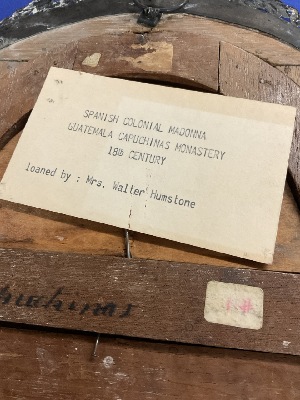 SPANISH COLONIAL MADONNA
GUATEMALA CAPUCHINAS MONASTERY
18th CENTURY
loaned by : Mrs. Walter Humstone